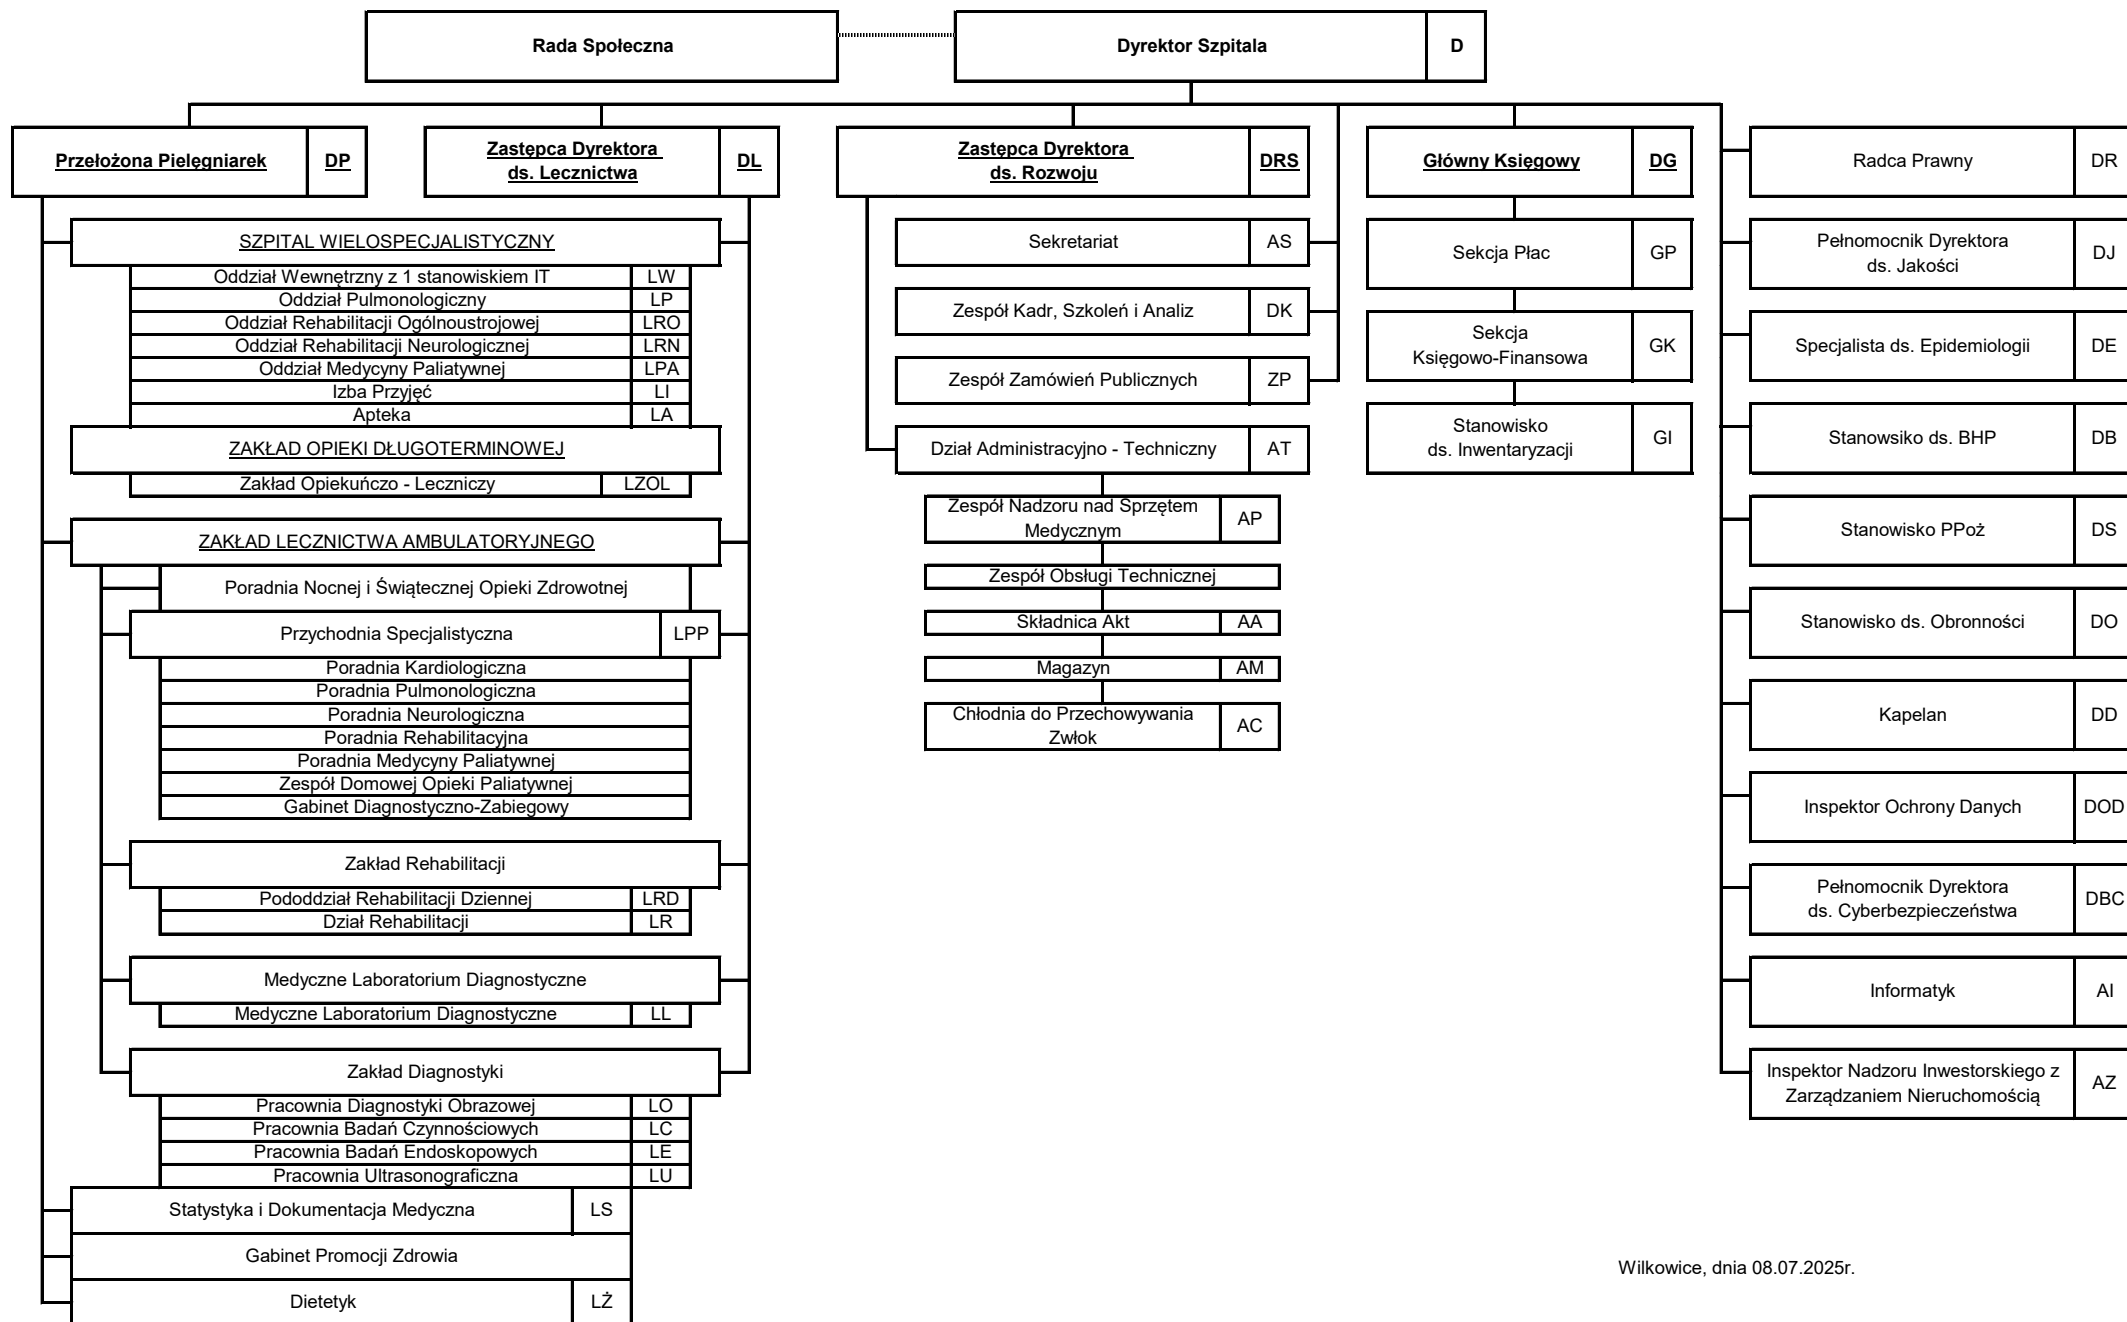 Rada Społeczna
Dyrektor Szpitala D
Przełożona Pielęgniarek DP
Zastępca Dyrektora
ds. Lecznictwa DL
SZPITAL WIELOSPECJALISTYCZNY
Oddział Wewnętrzny z 1 stanowiskiem IT LW
Oddział Pulmonologiczny LP
Oddział Rehabilitacji Ogólnoustrojowej LRO
Oddział Rehabilitacji Neurologicznej LRN
Oddział Medycyny Paliatywnej LPA
Izba Przyjęć LI
Apteka LA
ZAKŁAD OPIEKI DŁUGOTERMINOWEJ
Zakład Opiekuńczo - Leczniczy LZOL
ZAKŁAD LECZNICTWA AMBULATORYJNEGO
Poradnia Nocnej i Świątecznej Opieki Zdrowotnej
Przychodnia Specjalistyczna LPP
Poradnia Kardiologiczna
Poradnia Pulmonologiczna
Poradnia Neurologiczna
Poradnia Rehabilitacyjna
Poradnia Medycyny Paliatywnej
Zespół Domowej Opieki Paliatywnej
Gabinet Diagnostyczno-Zabiegowy
Zakład Rehabilitacji
Pododdział Rehabilitacji Dziennej LRD
Dział Rehabilitacji LR
Medyczne Laboratorium Diagnostyczne
Medyczne Laboratorium Diagnostyczne LL
Zakład Diagnostyki
Pracownia Diagnostyki Obrazowej LO
Pracownia Badań Czynnościowych LC
Pracownia Badań Endoskopowych LE
Pracownia Ultrasonograficzna LU
Statystyka i Dokumentacja Medyczna LS
Gabinet Promocji Zdrowia
Dietetyk LŻ
Zastępca Dyrektora
ds. Rozwoju DRS
Sekretariat AS
Zespół Kadr, Szkoleń i Analiz DK
Zespół Zamówień Publicznych ZP
Dział Administracyjno - Techniczny AT
Zespół Nadzoru nad Sprzętem
Medycznym AP
Zespół Obsługi Technicznej
Składnica Akt AA
Magazyn AM
Chłodnia do Przechowywania
Zwłok AC
Główny Księgowy DG
Sekcja Płac GP
Sekcja
Księgowo-Finansowa GK
Stanowisko
ds. Inwentaryzacji GI
Radca Prawny DR
Pełnomocnik Dyrektora
ds. Jakości DJ
Specjalista ds. Epidemiologii DE
Stanowsiko ds. BHP DB
Stanowisko PPoż DS
Stanowisko ds. Obronności DO
Kapelan DD
Inspektor Ochrony Danych DOD
Pełnomocnik Dyrektora
ds. Cyberbezpieczeństwa DBC
Informatyk AI
Inspektor Nadzoru Inwestorskiego z
Zarządzaniem Nieruchomością AZ
Wilkowice, dnia 08.07.2025r.